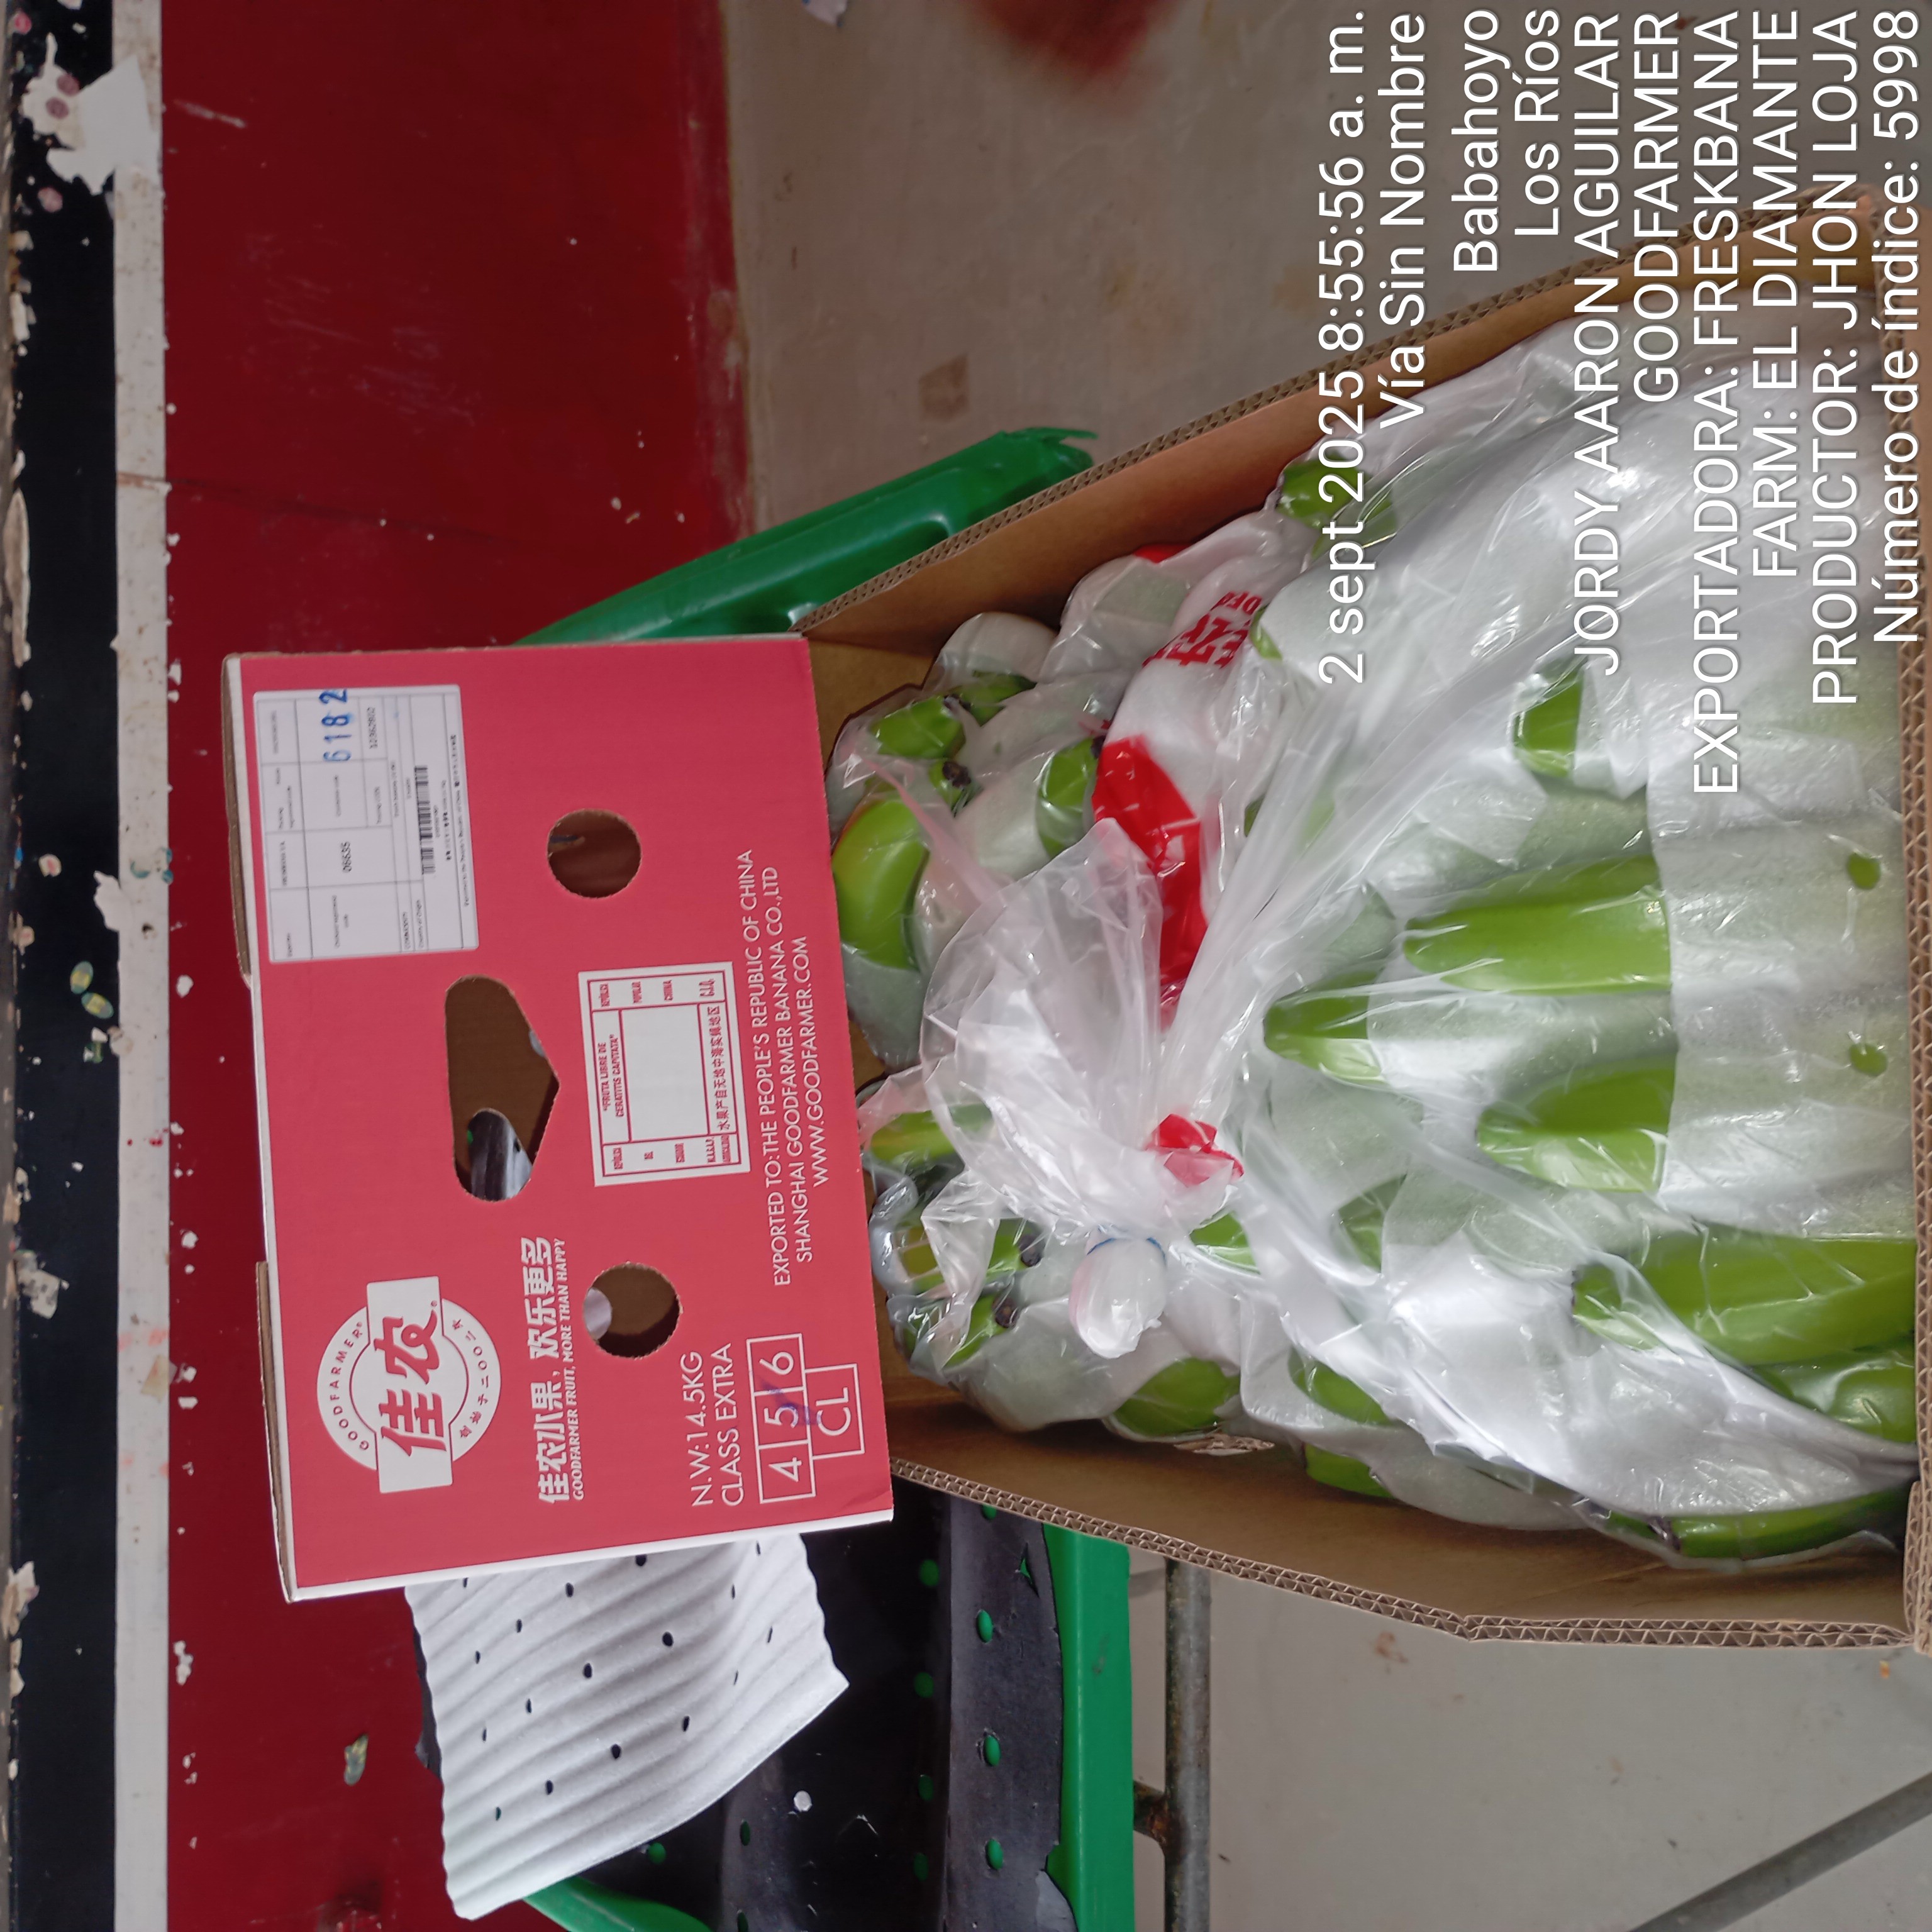 GOODFARMER®
佳农
创始于二〇〇二年
佳农水果，欢乐更多
GOODFARMER FRUIT, MORE THAN HAPPY
N.W:14.5KG
CLASS EXTRA
4 5 6
CL
06635
6182
"FRUTA LIBRE DE
CERATITIS CAPITATA"
POPULAR
CHINA
C.I.Q.
水果产自无地中海实蝇地区
EXPORTED TO:THE PEOPLE'S REPUBLIC OF CHINA
SHANGHAI GOODFARMER BANANA CO.,LTD
WWW.GOODFARMER.COM
2 sept 2025 8:55:56 a. m.
Vía Sin Nombre
Babahoyo
Los Ríos
JORDY AARON AGUILAR
GOODFARMER
EXPORTADORA: FRESKBANA
FARM: EL DIAMANTE
PRODUCTOR: JHON LOJA
Número de índice: 5998